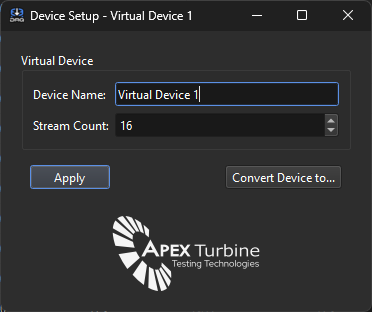 Device Setup - Virtual Device 1
Virtual Device
Device Name: Virtual Device 1
Stream Count: 16
Apply Convert Device to...
APEX Turbine
Testing Technologies